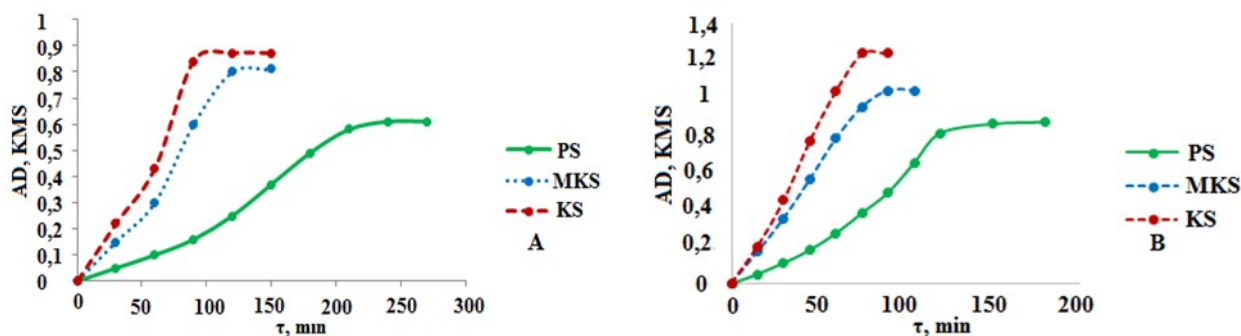 AD, KMS
1
0,9
0,8
0,7
0,6
0,5
0,4
0,3
0,2
0,1
0
0 50 100 150 200 250 300
τ, min
PS
MKS
KS
A
AD, KMS
1,4
1,2
1
0,8
0,6
0,4
0,2
0
0 50 100 150 200
τ, min
PS
MKS
KS
B